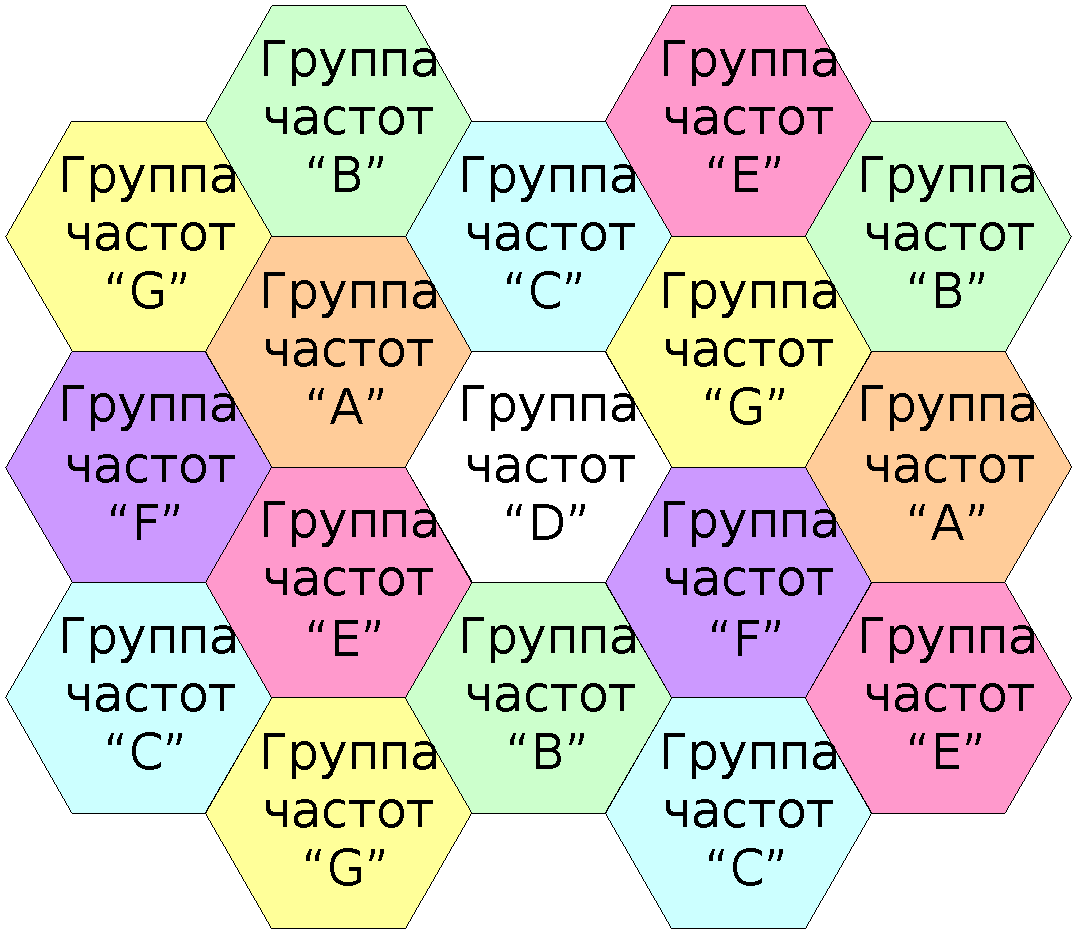 Группа
частот
“B”
Группа
частот
“E”
Группа
частот
“G”
Группа
частот
“C”
Группа
частот
“B”
Группа
частот
“A”
Группа
частот
“G”
Группа
частот
“F”
Группа
частот
“D”
Группа
частот
“A”
Группа
частот
“E”
Группа
частот
“F”
Группа
частот
“C”
Группа
частот
“B”
Группа
частот
“E”
Группа
частот
“G”
Группа
частот
“C”